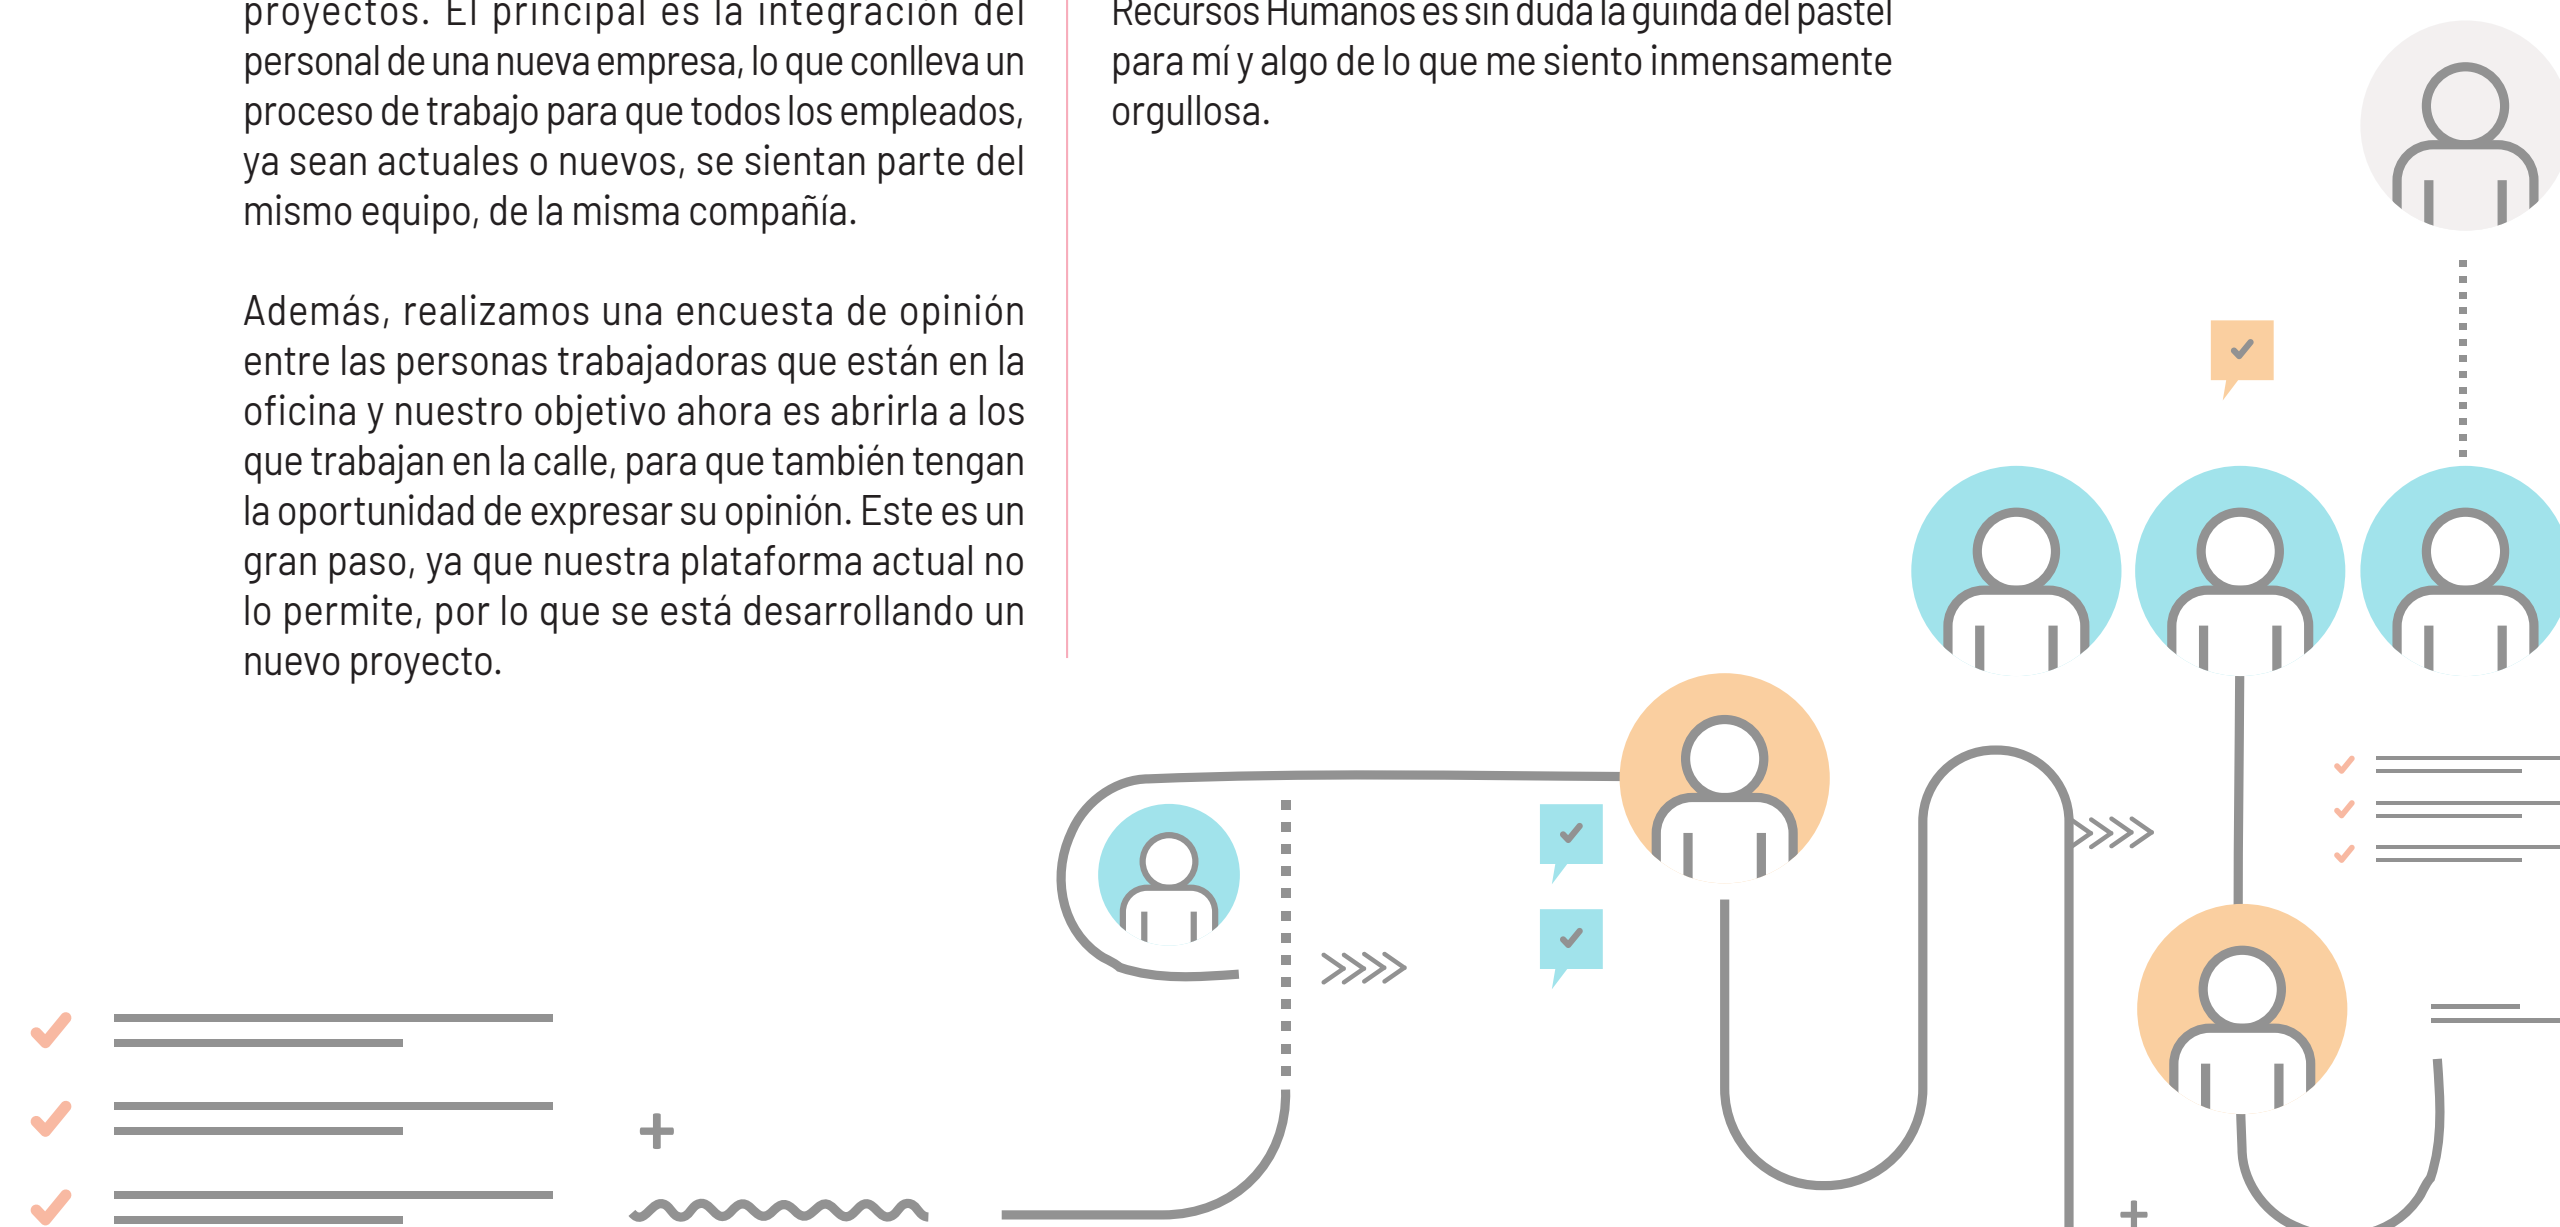 proyectos. El principal es la integración del
personal de una nueva empresa, lo que conlleva un
proceso de trabajo para que todos los empleados,
ya sean actuales o nuevos, se sientan parte del
mismo equipo, de la misma compañía.
Además, realizamos una encuesta de opinión
entre las personas trabajadoras que están en la
oficina y nuestro objetivo ahora es abrirla a los
que trabajan en la calle, para que también tengan
la oportunidad de expresar su opinión. Este es un
gran paso, ya que nuestra plataforma actual no
lo permite, por lo que se está desarrollando un
nuevo proyecto.
Recursos Humanos es sin duda la guinda del pastel
para mí y algo de lo que me siento inmensamente
orgullosa.